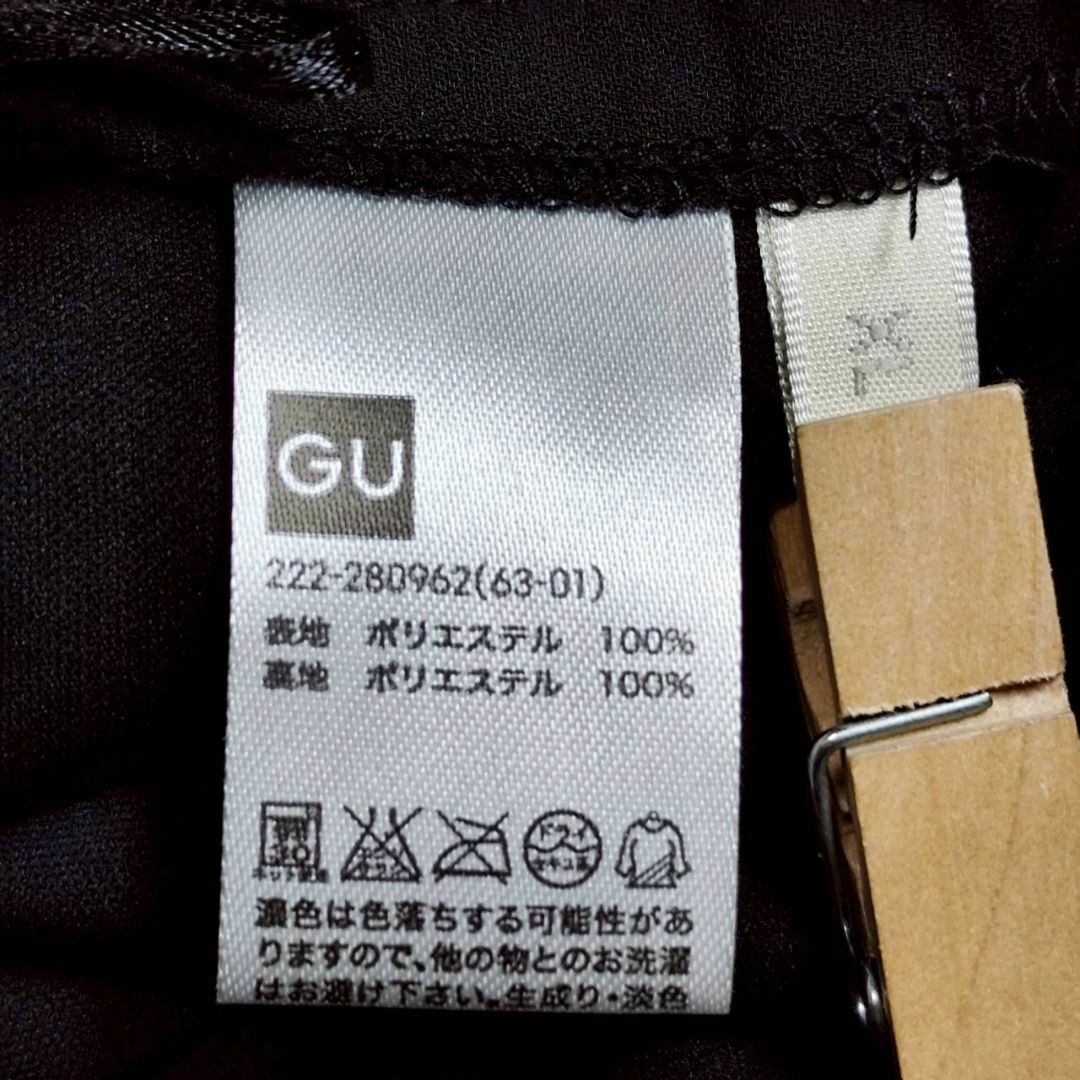 GU
222-280962(63-01)
表地 ポリエステル 100%
裏地 ポリエステル 100%
ドライ
濃色は色落ちする可能性があ
りますので、他の物とのお洗濯
はお避け下さい。生成り・淡色